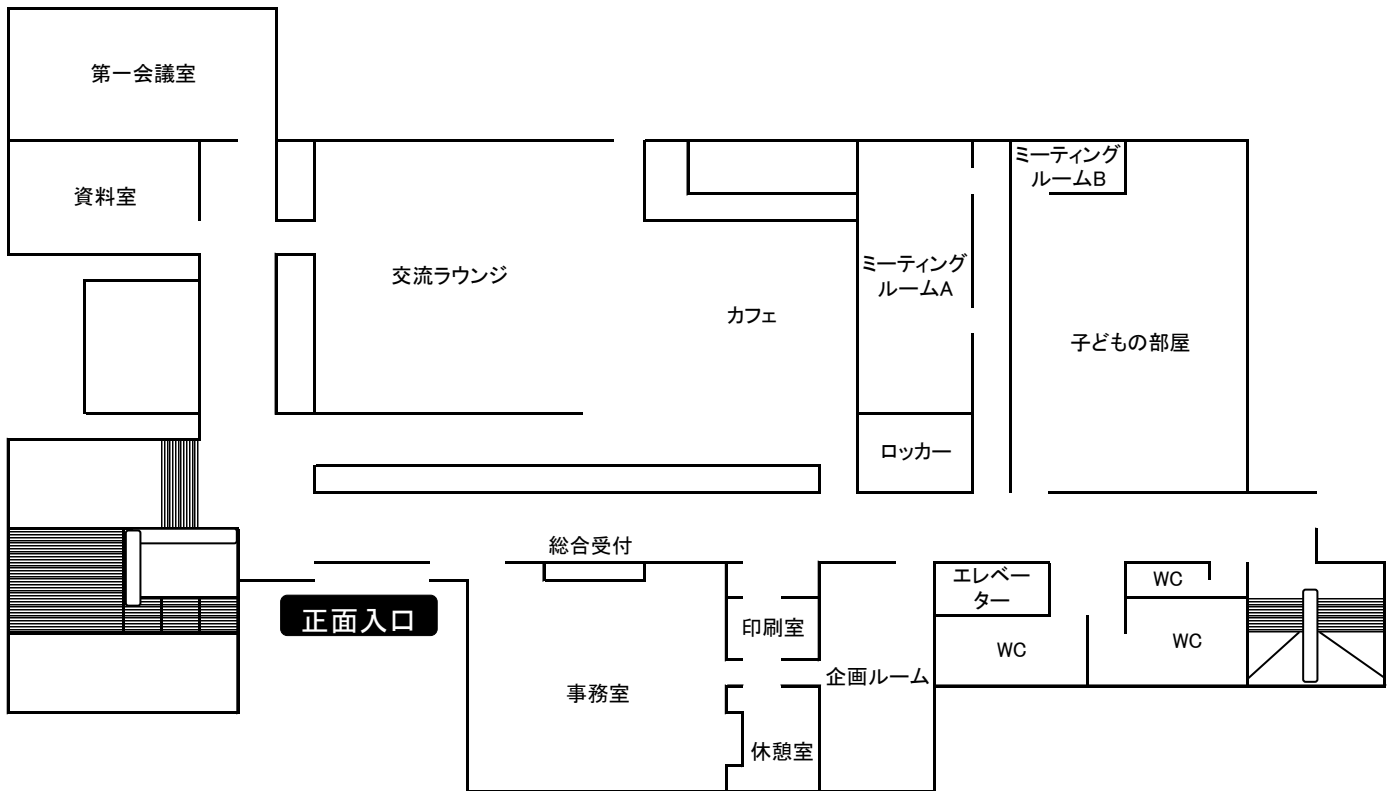 第一会議室
資料室
ミーティング
ルームB
交流ラウンジ
ミーティング
ルームA
カフェ
子どもの部屋
ロッカー
総合受付
エレベー
ター
WC
正面入口
印刷室
WC
WC
企画ルーム
事務室
休憩室